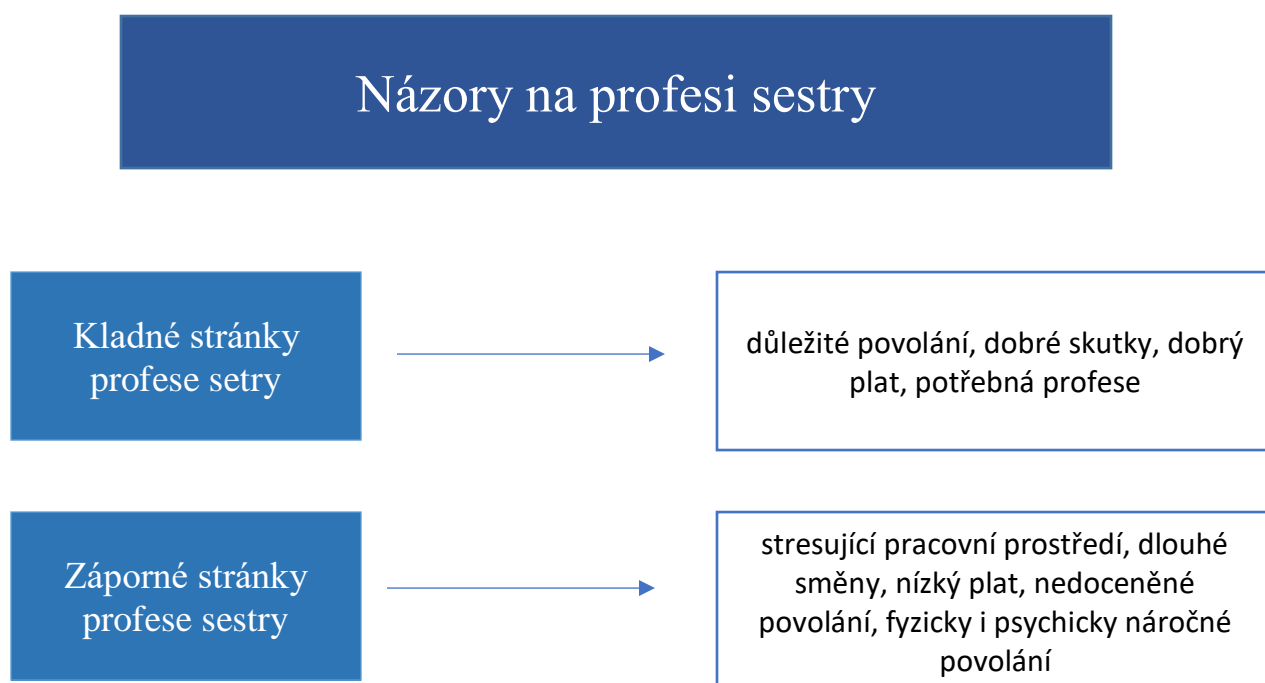 Názory na profesi sestry
Kladné stránky
profese setry
důležité povolání, dobré skutky, dobrý
plat, potřebná profese
Záporné stránky
profese sestry
stresující pracovní prostředí, dlouhé
směny, nízký plat, nedoceněné
povolání, fyzicky i psychicky náročné
povolání